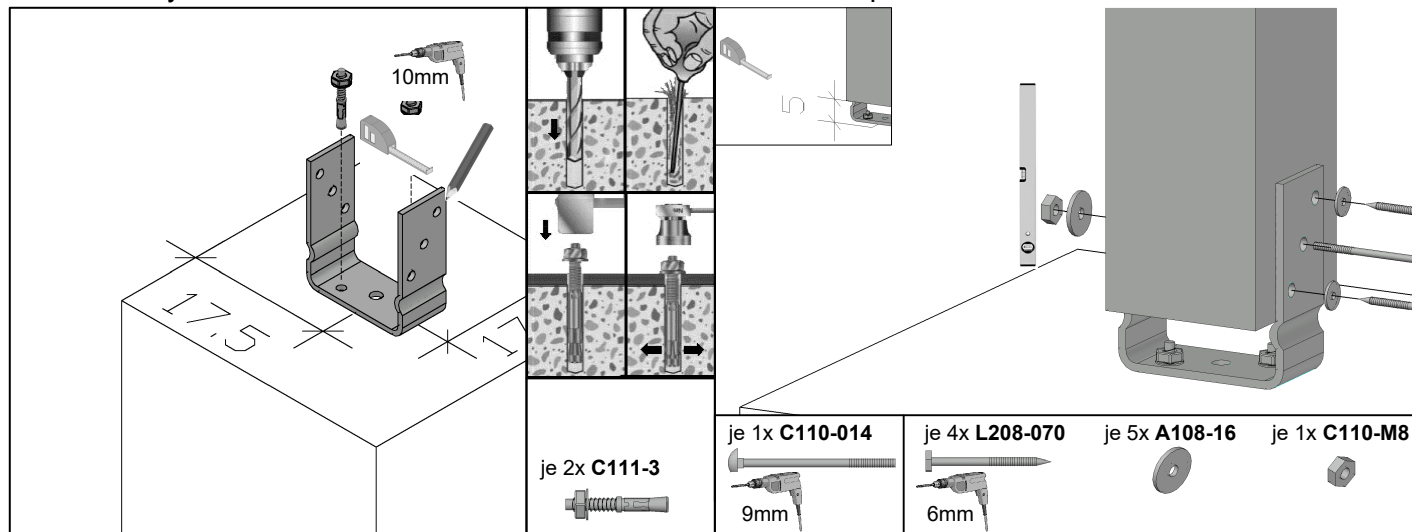 10mm
17,5
5
je 2x C111-3
je 1x C110-014
9mm
je 4x L208-070
6mm
je 5x A108-16
je 1x C110-M8